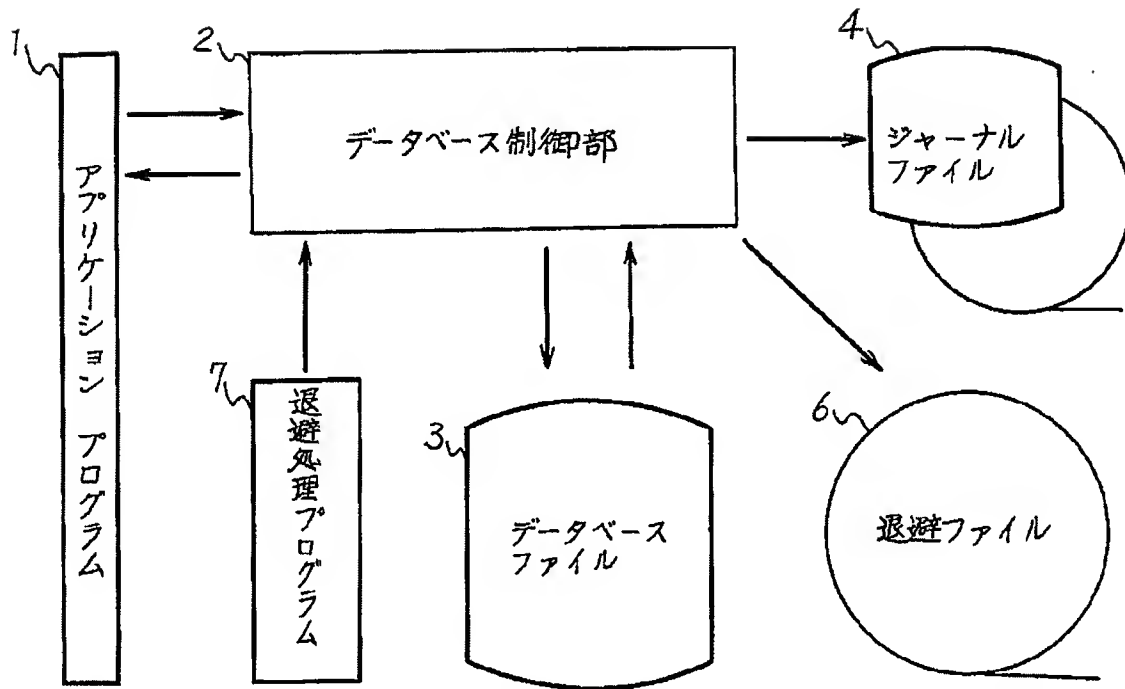 1
アプリケーション プログラム
2
データベース制御部
4
ジャーナル
ファイル
7
退避処理プログラム
3
データベース
ファイル
6
退避ファイル